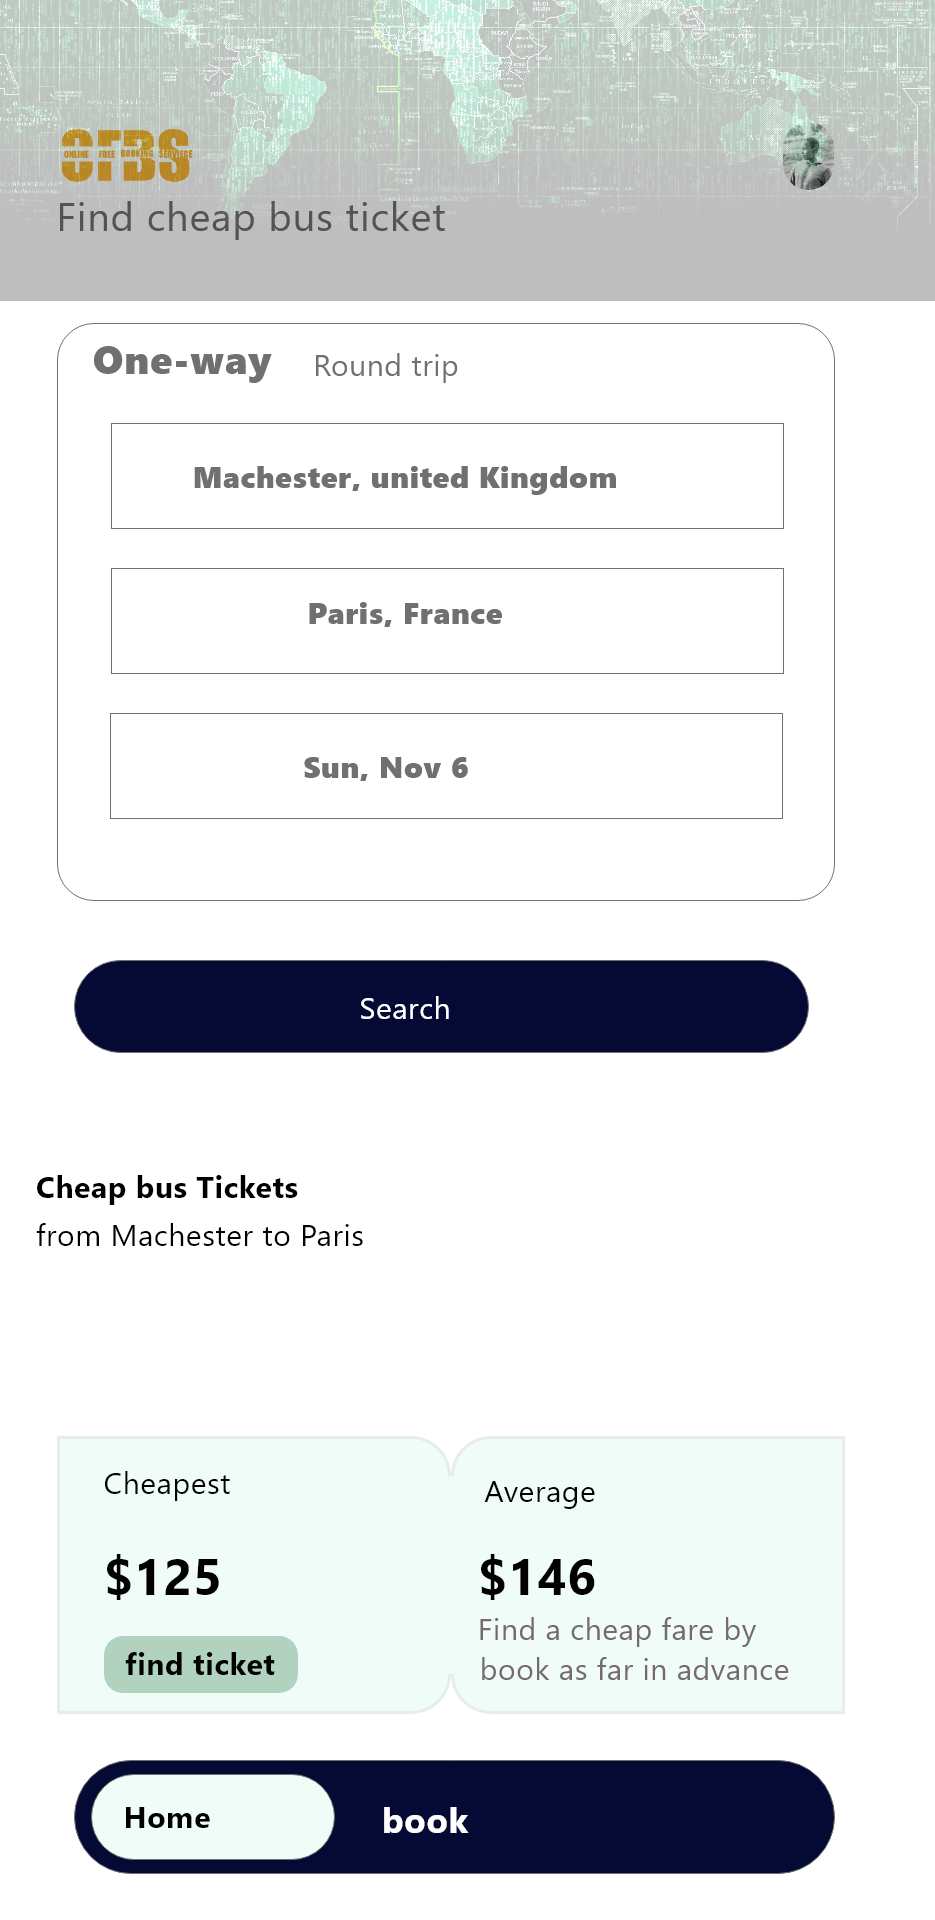 OFBS
ONLINE FREE BOOKING SERVIECE
Find cheap bus ticket
One-way Round trip
Machester, united Kingdom
Paris, France
Sun, Nov 6
Search
Cheap bus Tickets
from Machester to Paris
Cheapest Average
$125 $146
Find a cheap fare by
find ticket book as far in advance
Home book